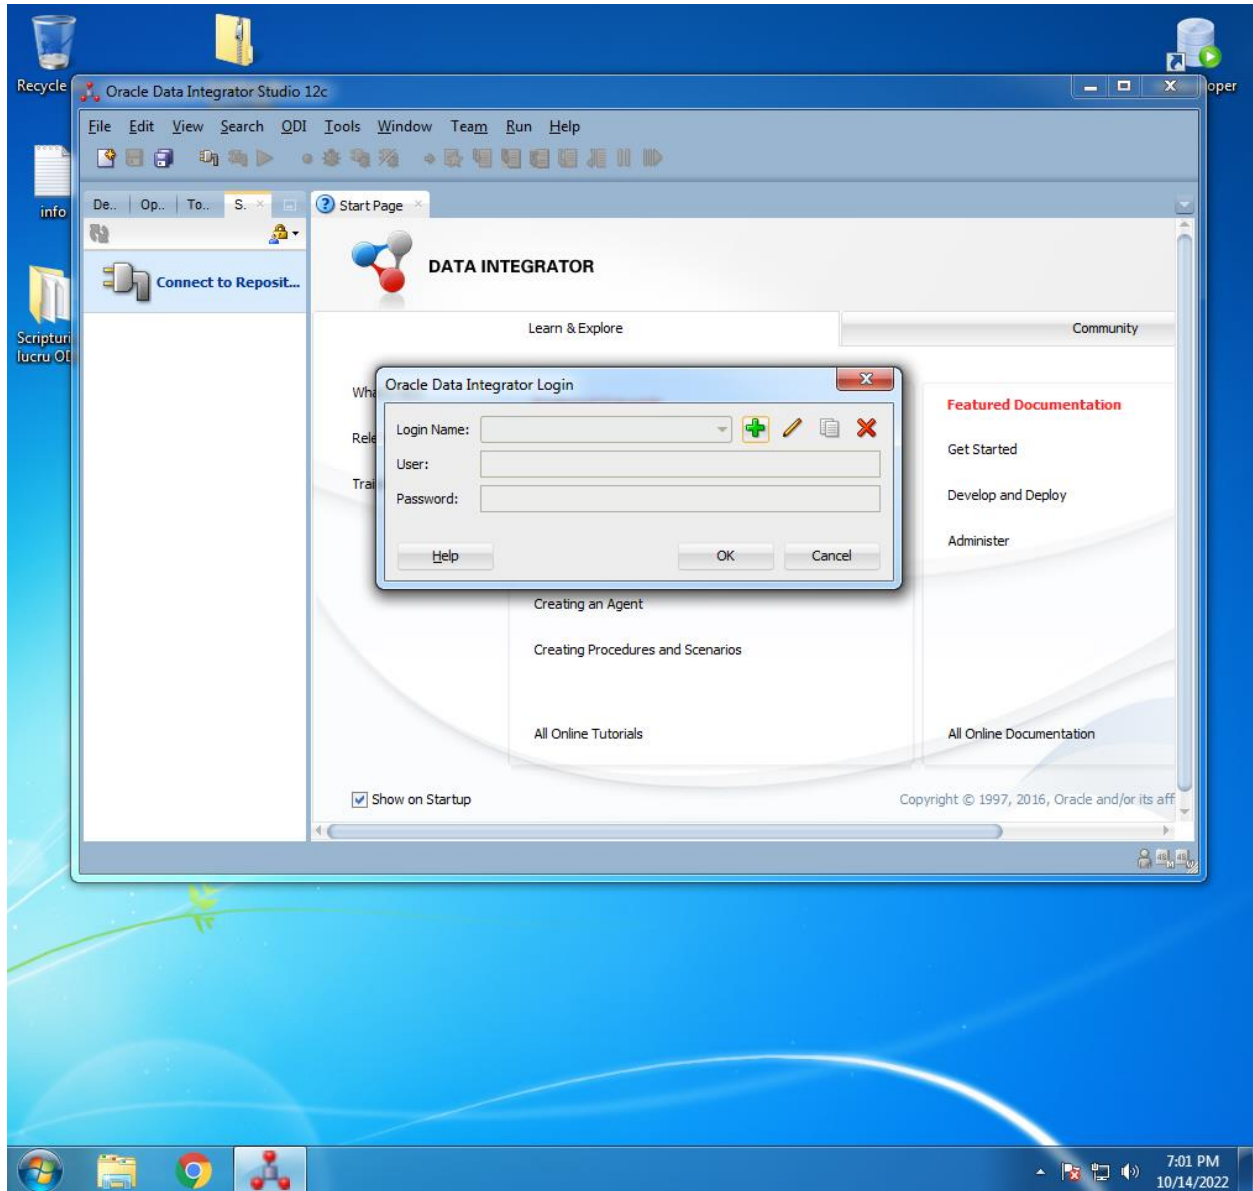 Recycle
oper
Oracle Data Integrator Studio 12c
File Edit View Search ODI Tools Window Team Run Help
info
De.. Op.. To.. S.
Start Page
Connect to Reposit...
DATA INTEGRATOR
Scripturi
lucru
Learn & Explore
Community
Oracle Data Integrator Login
Login Name:
User:
Password:
Help
OK
Cancel
Featured Documentation
Get Started
Develop and Deploy
Administer
Creating an Agent
Creating Procedures and Scenarios
All Online Tutorials
All Online Documentation
Show on Startup
Copyright © 1997, 2016, Oracle and/or its aff
7:01 PM
10/14/2022